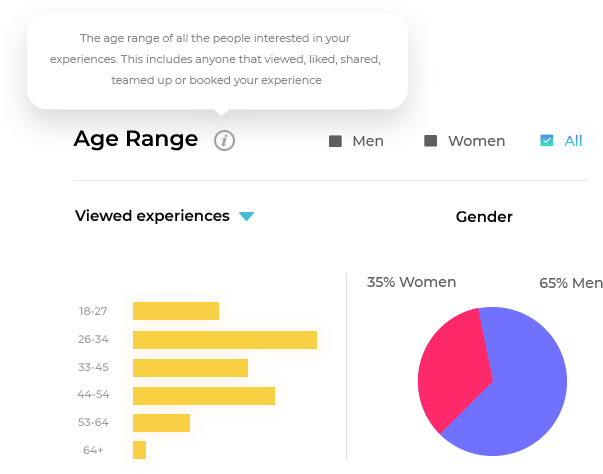 The age range of all the people interested in your
experiences. This includes anyone that viewed, liked, shared,
teamed up or booked your experience
Age Range
Men
Women
All
Viewed experiences
Gender
35% Women
65% Men
18-27
26-34
33-45
44-54
53-64
64+